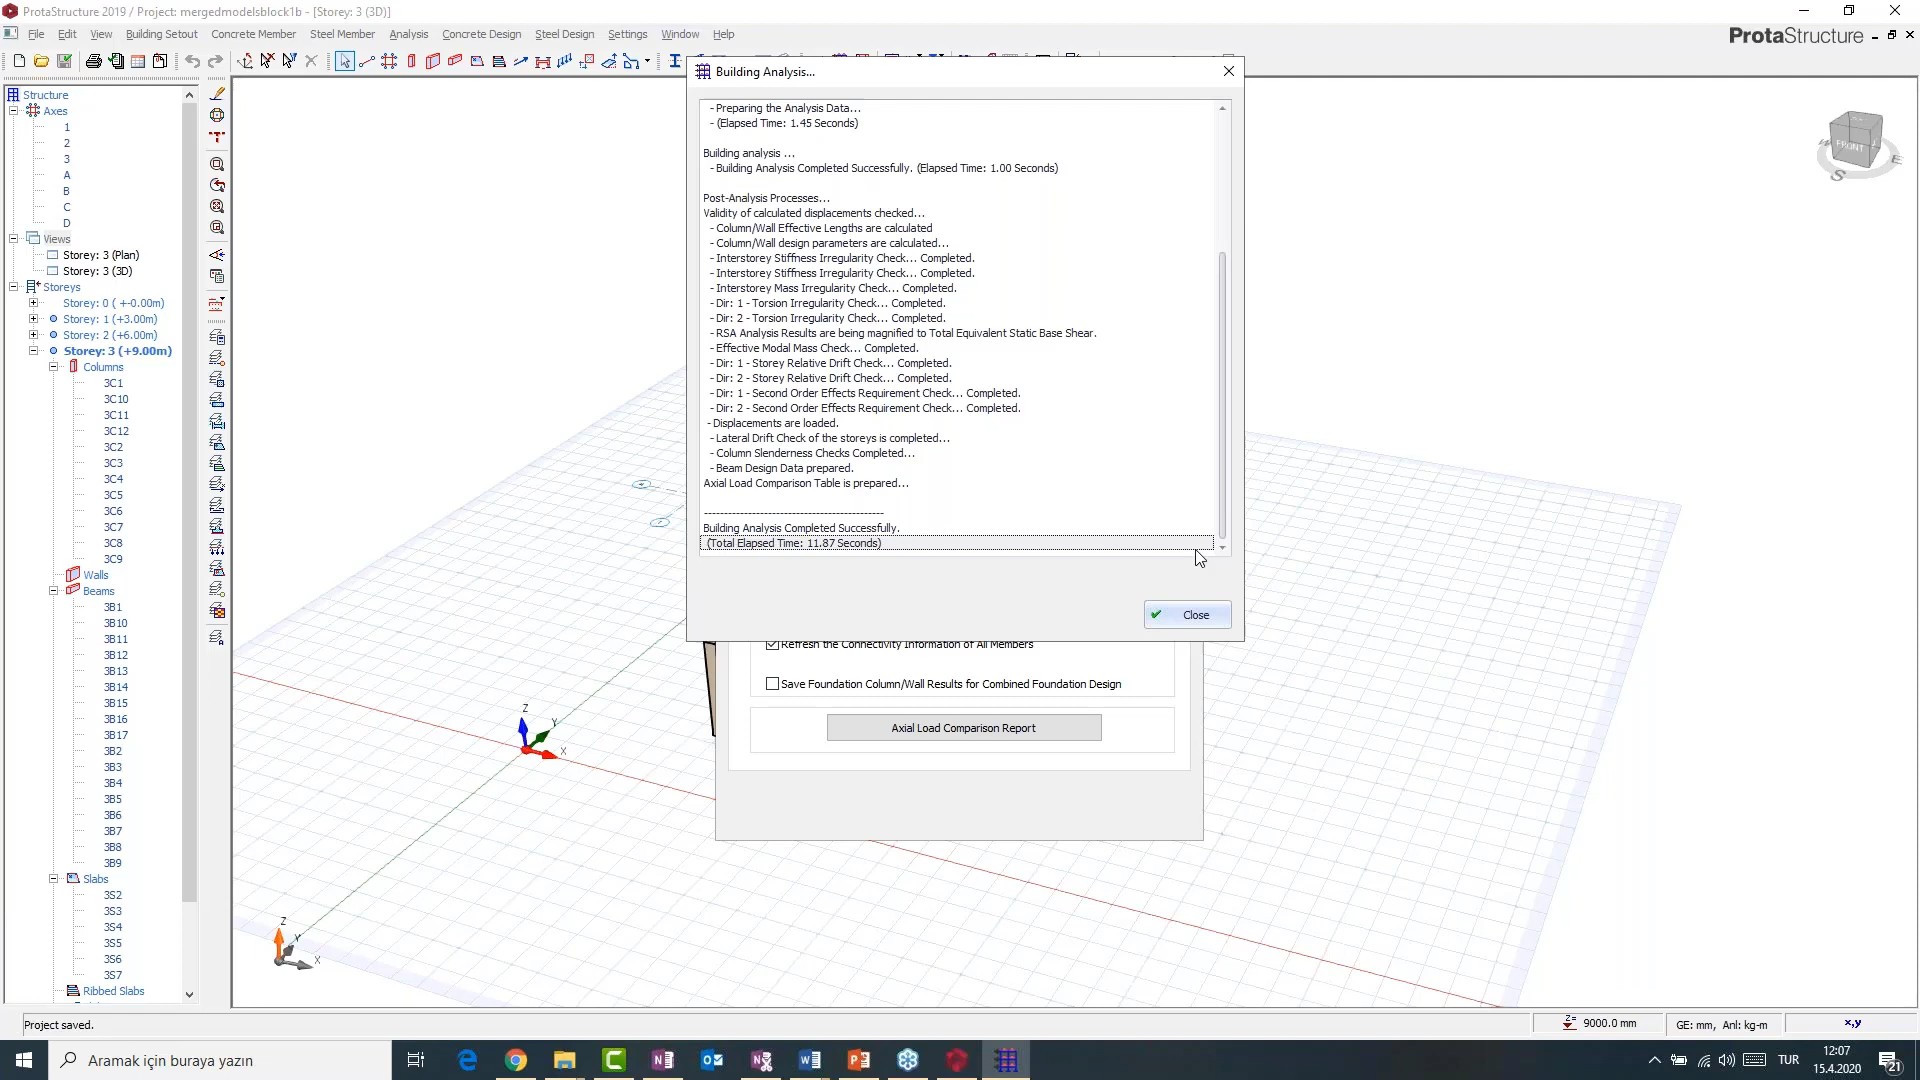 ProtaStructure 2019 / Project: mergedmodelsblock1b - [Storey: 3 (3D)]
File Edit View Building Setout Concrete Member Steel Member Analysis Concrete Design Steel Design Settings Window Help
ProtaStructure
Structure
Axes
1
2
3
A
B
C
D
Views
Storey: 3 (Plan)
Storey: 3 (3D)
Storeys
Storey: 0 ( +-0.00m)
Storey: 1 (+3.00m)
Storey: 2 (+6.00m)
Storey: 3 (+9.00m)
Columns
3C1
3C10
3C11
3C12
3C2
3C3
3C4
3C5
3C6
3C7
3C8
3C9
Walls
Beams
3B1
3B10
3B11
3B12
3B13
3B14
3B15
3B16
3B17
3B2
3B3
3B4
3B5
3B6
3B7
3B8
3B9
Slabs
3S2
3S3
3S4
3S5
3S6
3S7
Ribbed Slabs
Building Analysis...
- Preparing the Analysis Data...
- (Elapsed Time: 1.45 Seconds)
Building analysis ...
- Building Analysis Completed Successfully. (Elapsed Time: 1.00 Seconds)
Post-Analysis Processes...
Validity of calculated displacements checked...
- Column/Wall Effective Lengths are calculated
- Column/Wall design parameters are calculated...
- Interstorey Stiffness Irregularity Check... Completed.
- Interstorey Stiffness Irregularity Check... Completed.
- Interstorey Mass Irregularity Check... Completed.
- Dir: 1 - Torsion Irregularity Check... Completed.
- Dir: 2 - Torsion Irregularity Check... Completed.
- RSA Analysis Results are being magnified to Total Equivalent Static Base Shear.
- Effective Modal Mass Check... Completed.
- Dir: 1 - Storey Relative Drift Check... Completed.
- Dir: 2 - Storey Relative Drift Check... Completed.
- Dir: 1 - Second Order Effects Requirement Check... Completed.
- Dir: 2 - Second Order Effects Requirement Check... Completed.
- Displacements are loaded.
- Lateral Drift Check of the storeys is completed...
- Column Slenderness Checks Completed...
- Beam Design Data prepared.
Axial Load Comparison Table is prepared...
---------------------------------------------
Building Analysis Completed Successfully.
(Total Elapsed Time: 11.87 Seconds)
Close
Refresh the Connectivity Information of All Members
Save Foundation Column/Wall Results for Combined Foundation Design
Axial Load Comparison Report
Z
Y
X
Z
Y
X
FRONT
W
E
S
Project saved.
Z=
9000.0 mm
GE: mm, Anl: kg-m
x,y
Aramak için buraya yazın
TUR
12:07
15.4.2020
21